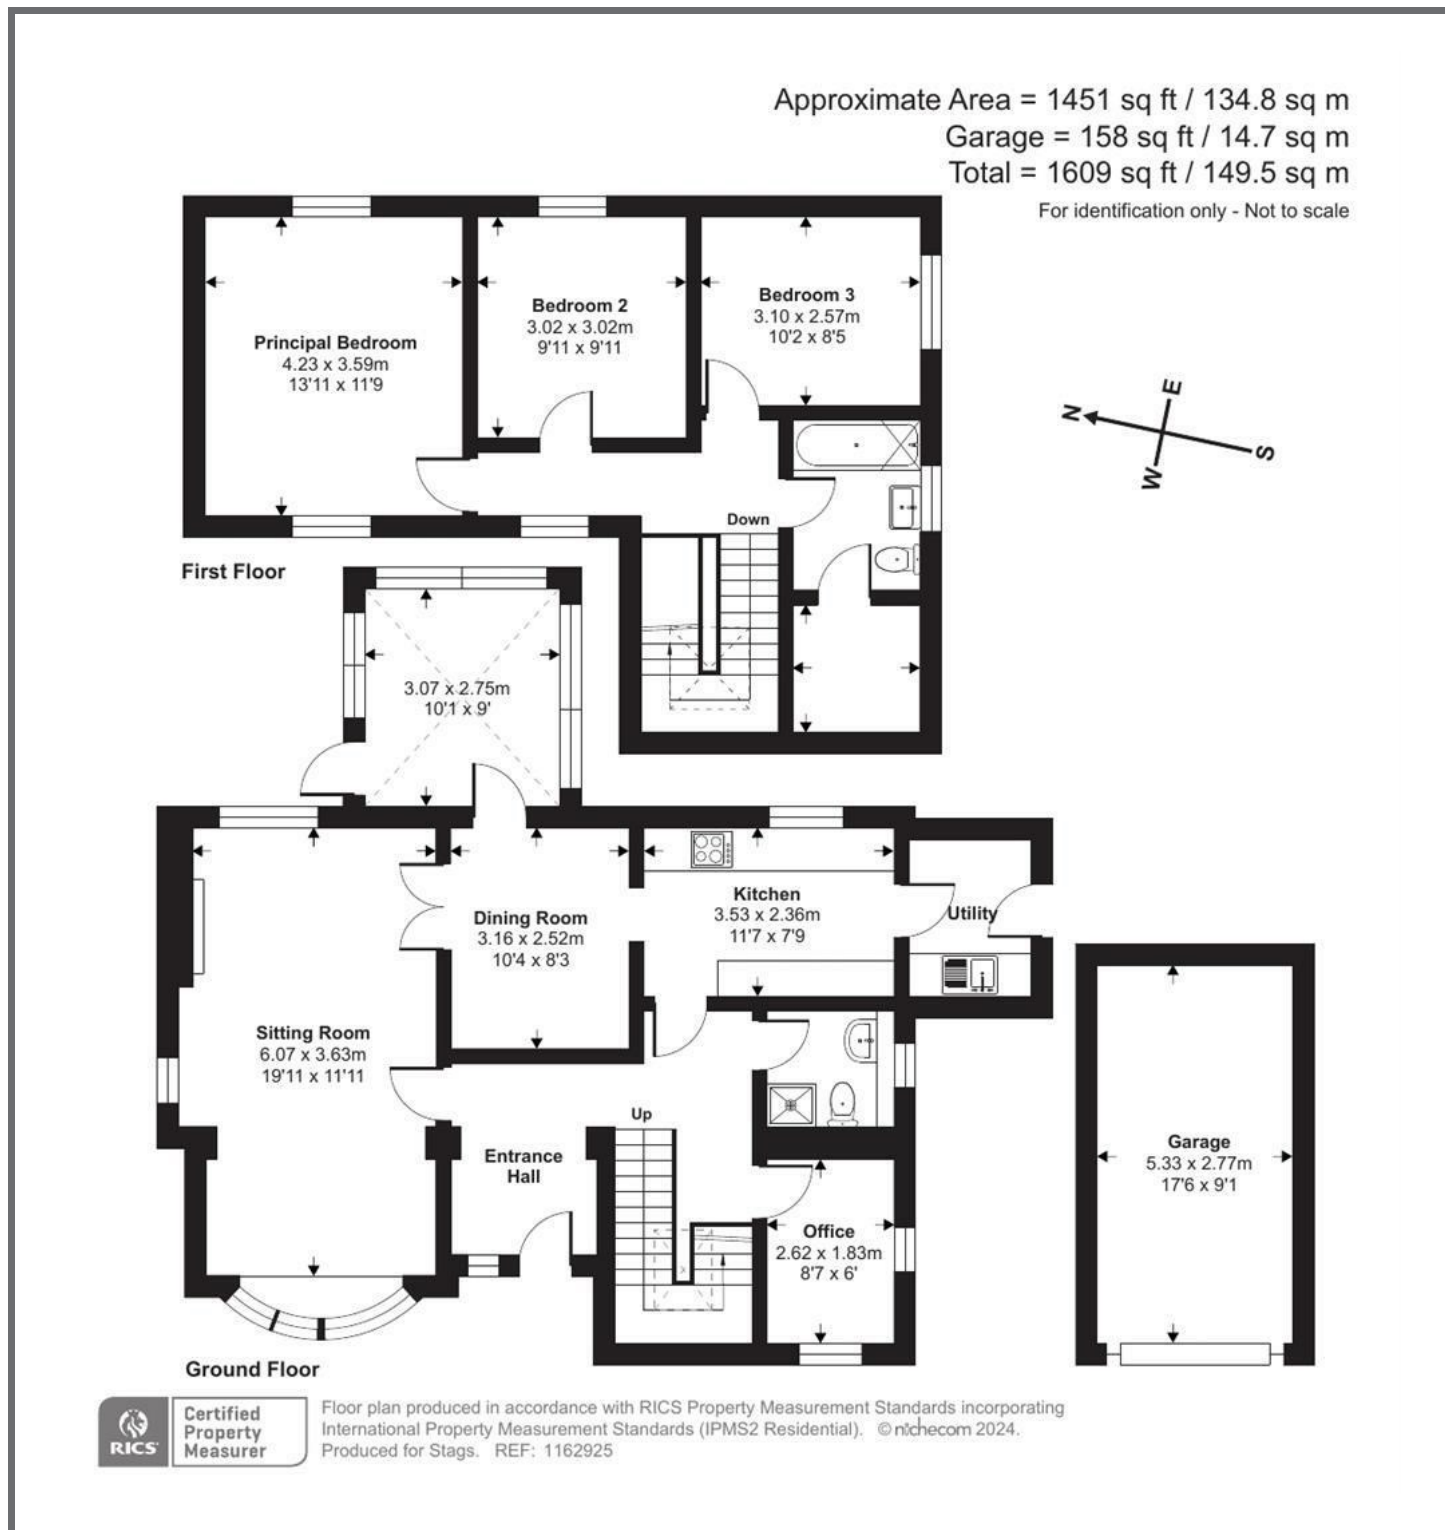 Approximate Area = 1451 sq ft / 134.8 sq m
Garage = 158 sq ft / 14.7 sq m
Total = 1609 sq ft / 149.5 sq m
For identification only - Not to scale
Principal Bedroom
4.23 x 3.59m
13'11 x 11'9
Bedroom 2
3.02 x 3.02m
9'11 x 9'11
Bedroom 3
3.10 x 2.57m
10'2 x 8'5
N
E
S
W
Down
First Floor
3.07 x 2.75m
10'1 x 9'
Kitchen
3.53 x 2.36m
11'7 x 7'9
Utility
Dining Room
3.16 x 2.52m
10'4 x 8'3
Sitting Room
6.07 x 3.63m
19'11 x 11'11
Up
Entrance
Hall
Office
2.62 x 1.83m
8'7 x 6'
Garage
5.33 x 2.77m
17'6 x 9'1
Ground Floor
RICS
Certified
Property
Measurer
Floor plan produced in accordance with RICS Property Measurement Standards incorporating
International Property Measurement Standards (IPMS2 Residential). © nichecom 2024.
Produced for Stags. REF: 1162925